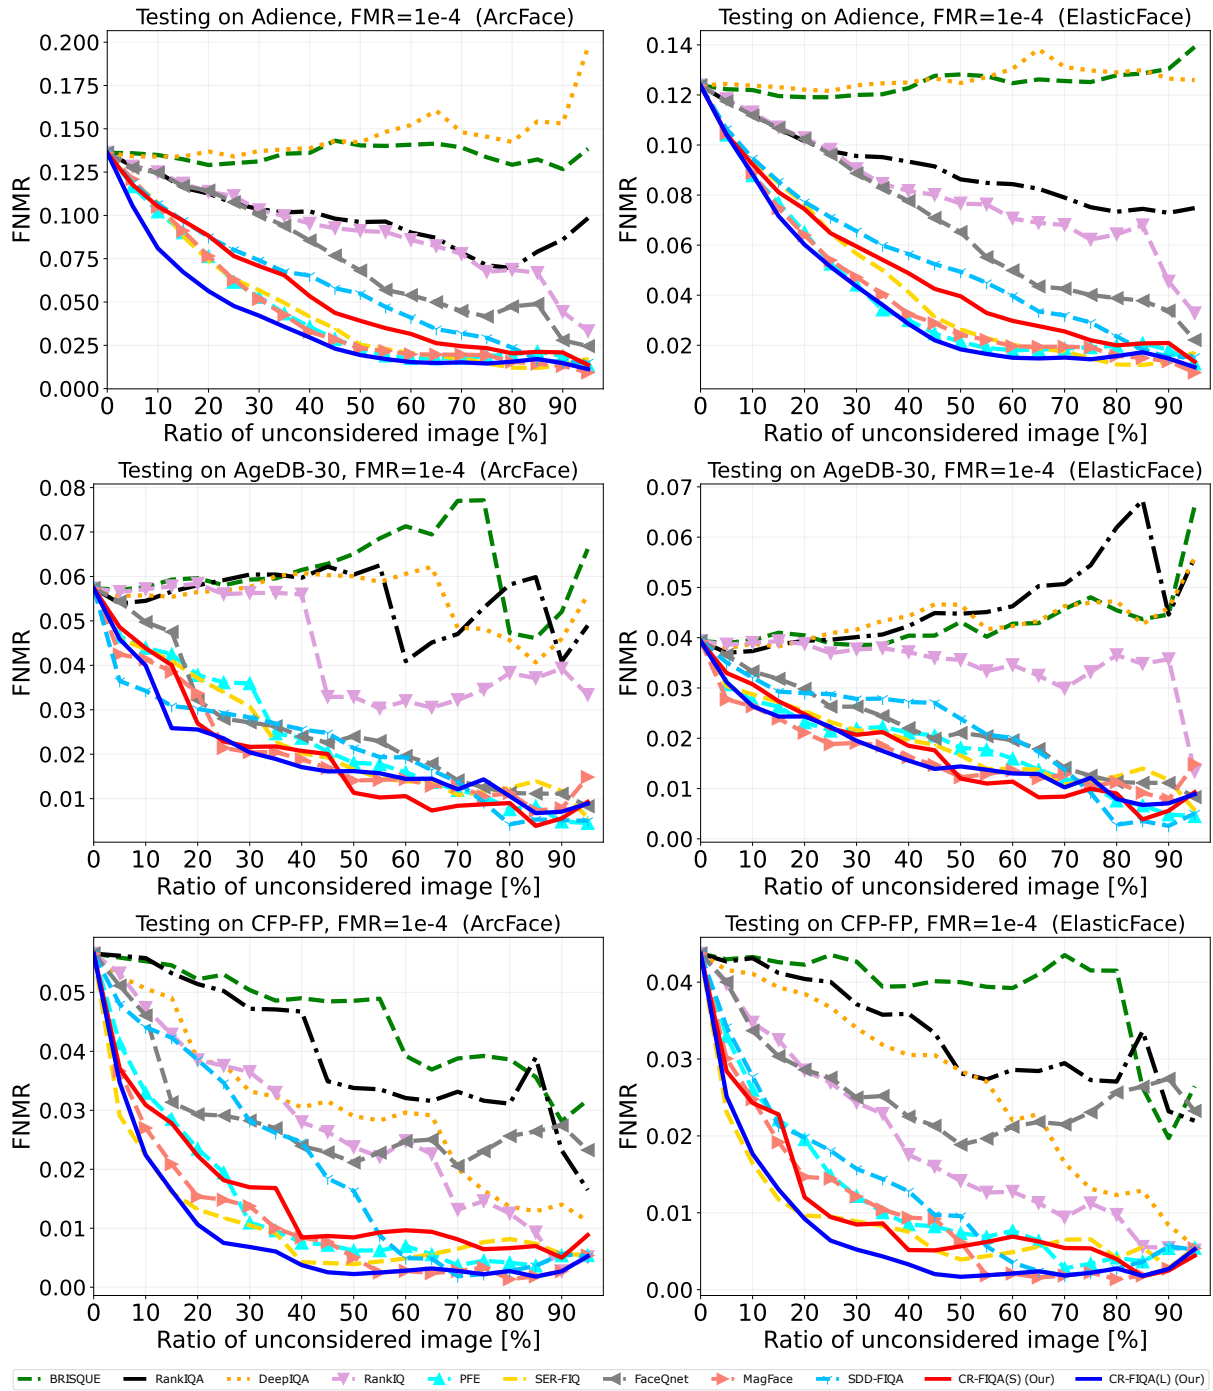 Testing on Adience, FMR=1e-4 (ArcFace)
FNMR
0.200
0.175
0.150
0.125
0.100
0.075
0.050
0.025
0.000
0 10 20 30 40 50 60 70 80 90
Ratio of unconsidered image [%]
Testing on Adience, FMR=1e-4 (ElasticFace)
FNMR
0.14
0.12
0.10
0.08
0.06
0.04
0.02
0 10 20 30 40 50 60 70 80 90
Ratio of unconsidered image [%]
Testing on AgeDB-30, FMR=1e-4 (ArcFace)
FNMR
0.08
0.07
0.06
0.05
0.04
0.03
0.02
0.01
0 10 20 30 40 50 60 70 80 90
Ratio of unconsidered image [%]
Testing on AgeDB-30, FMR=1e-4 (ElasticFace)
FNMR
0.07
0.06
0.05
0.04
0.03
0.02
0.01
0.00
0 10 20 30 40 50 60 70 80 90
Ratio of unconsidered image [%]
Testing on CFP-FP, FMR=1e-4 (ArcFace)
FNMR
0.05
0.04
0.03
0.02
0.01
0.00
0 10 20 30 40 50 60 70 80 90
Ratio of unconsidered image [%]
Testing on CFP-FP, FMR=1e-4 (ElasticFace)
FNMR
0.04
0.03
0.02
0.01
0.00
0 10 20 30 40 50 60 70 80 90
Ratio of unconsidered image [%]
BRISQUE RankIQA DeepIQA RankIQ PFE SER-FIQ FaceQnet MagFace SDD-FIQA CR-FIQA(S) (Our) CR-FIQA(L) (Our)